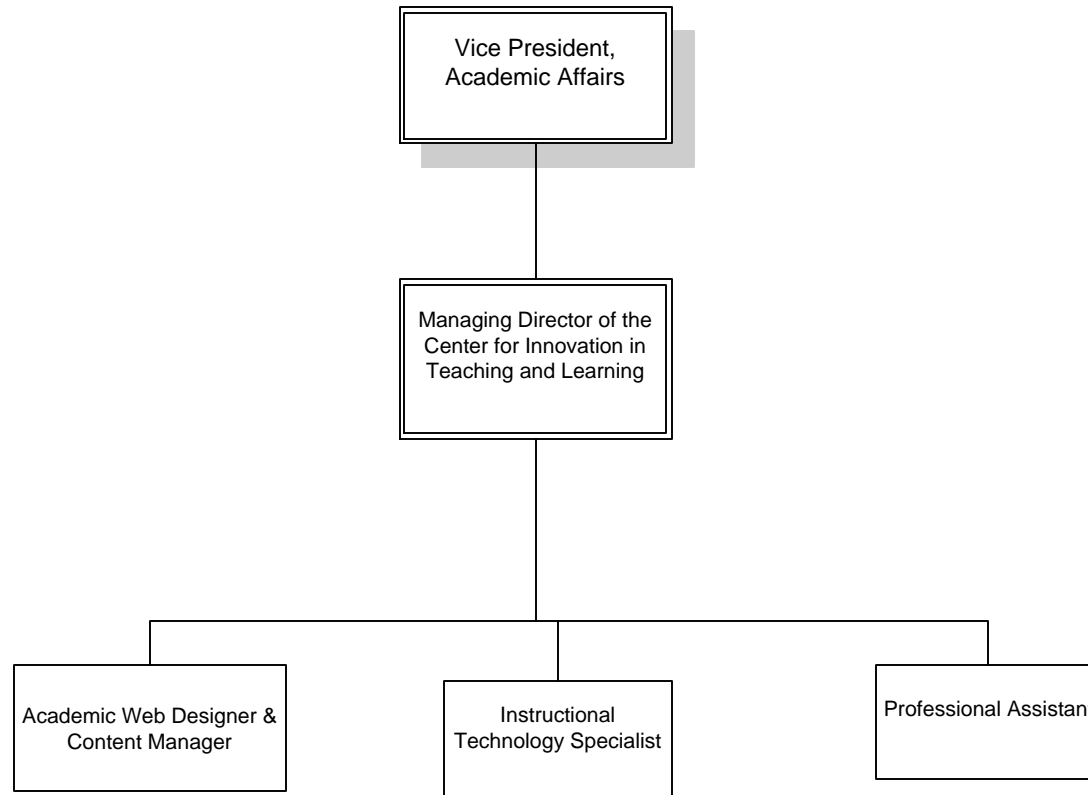 Vice President,
Academic Affairs
Managing Director of the
Center for Innovation in
Teaching and Learning
Academic Web Designer &
Content Manager
Instructional
Technology Specialist
Professional Assistant